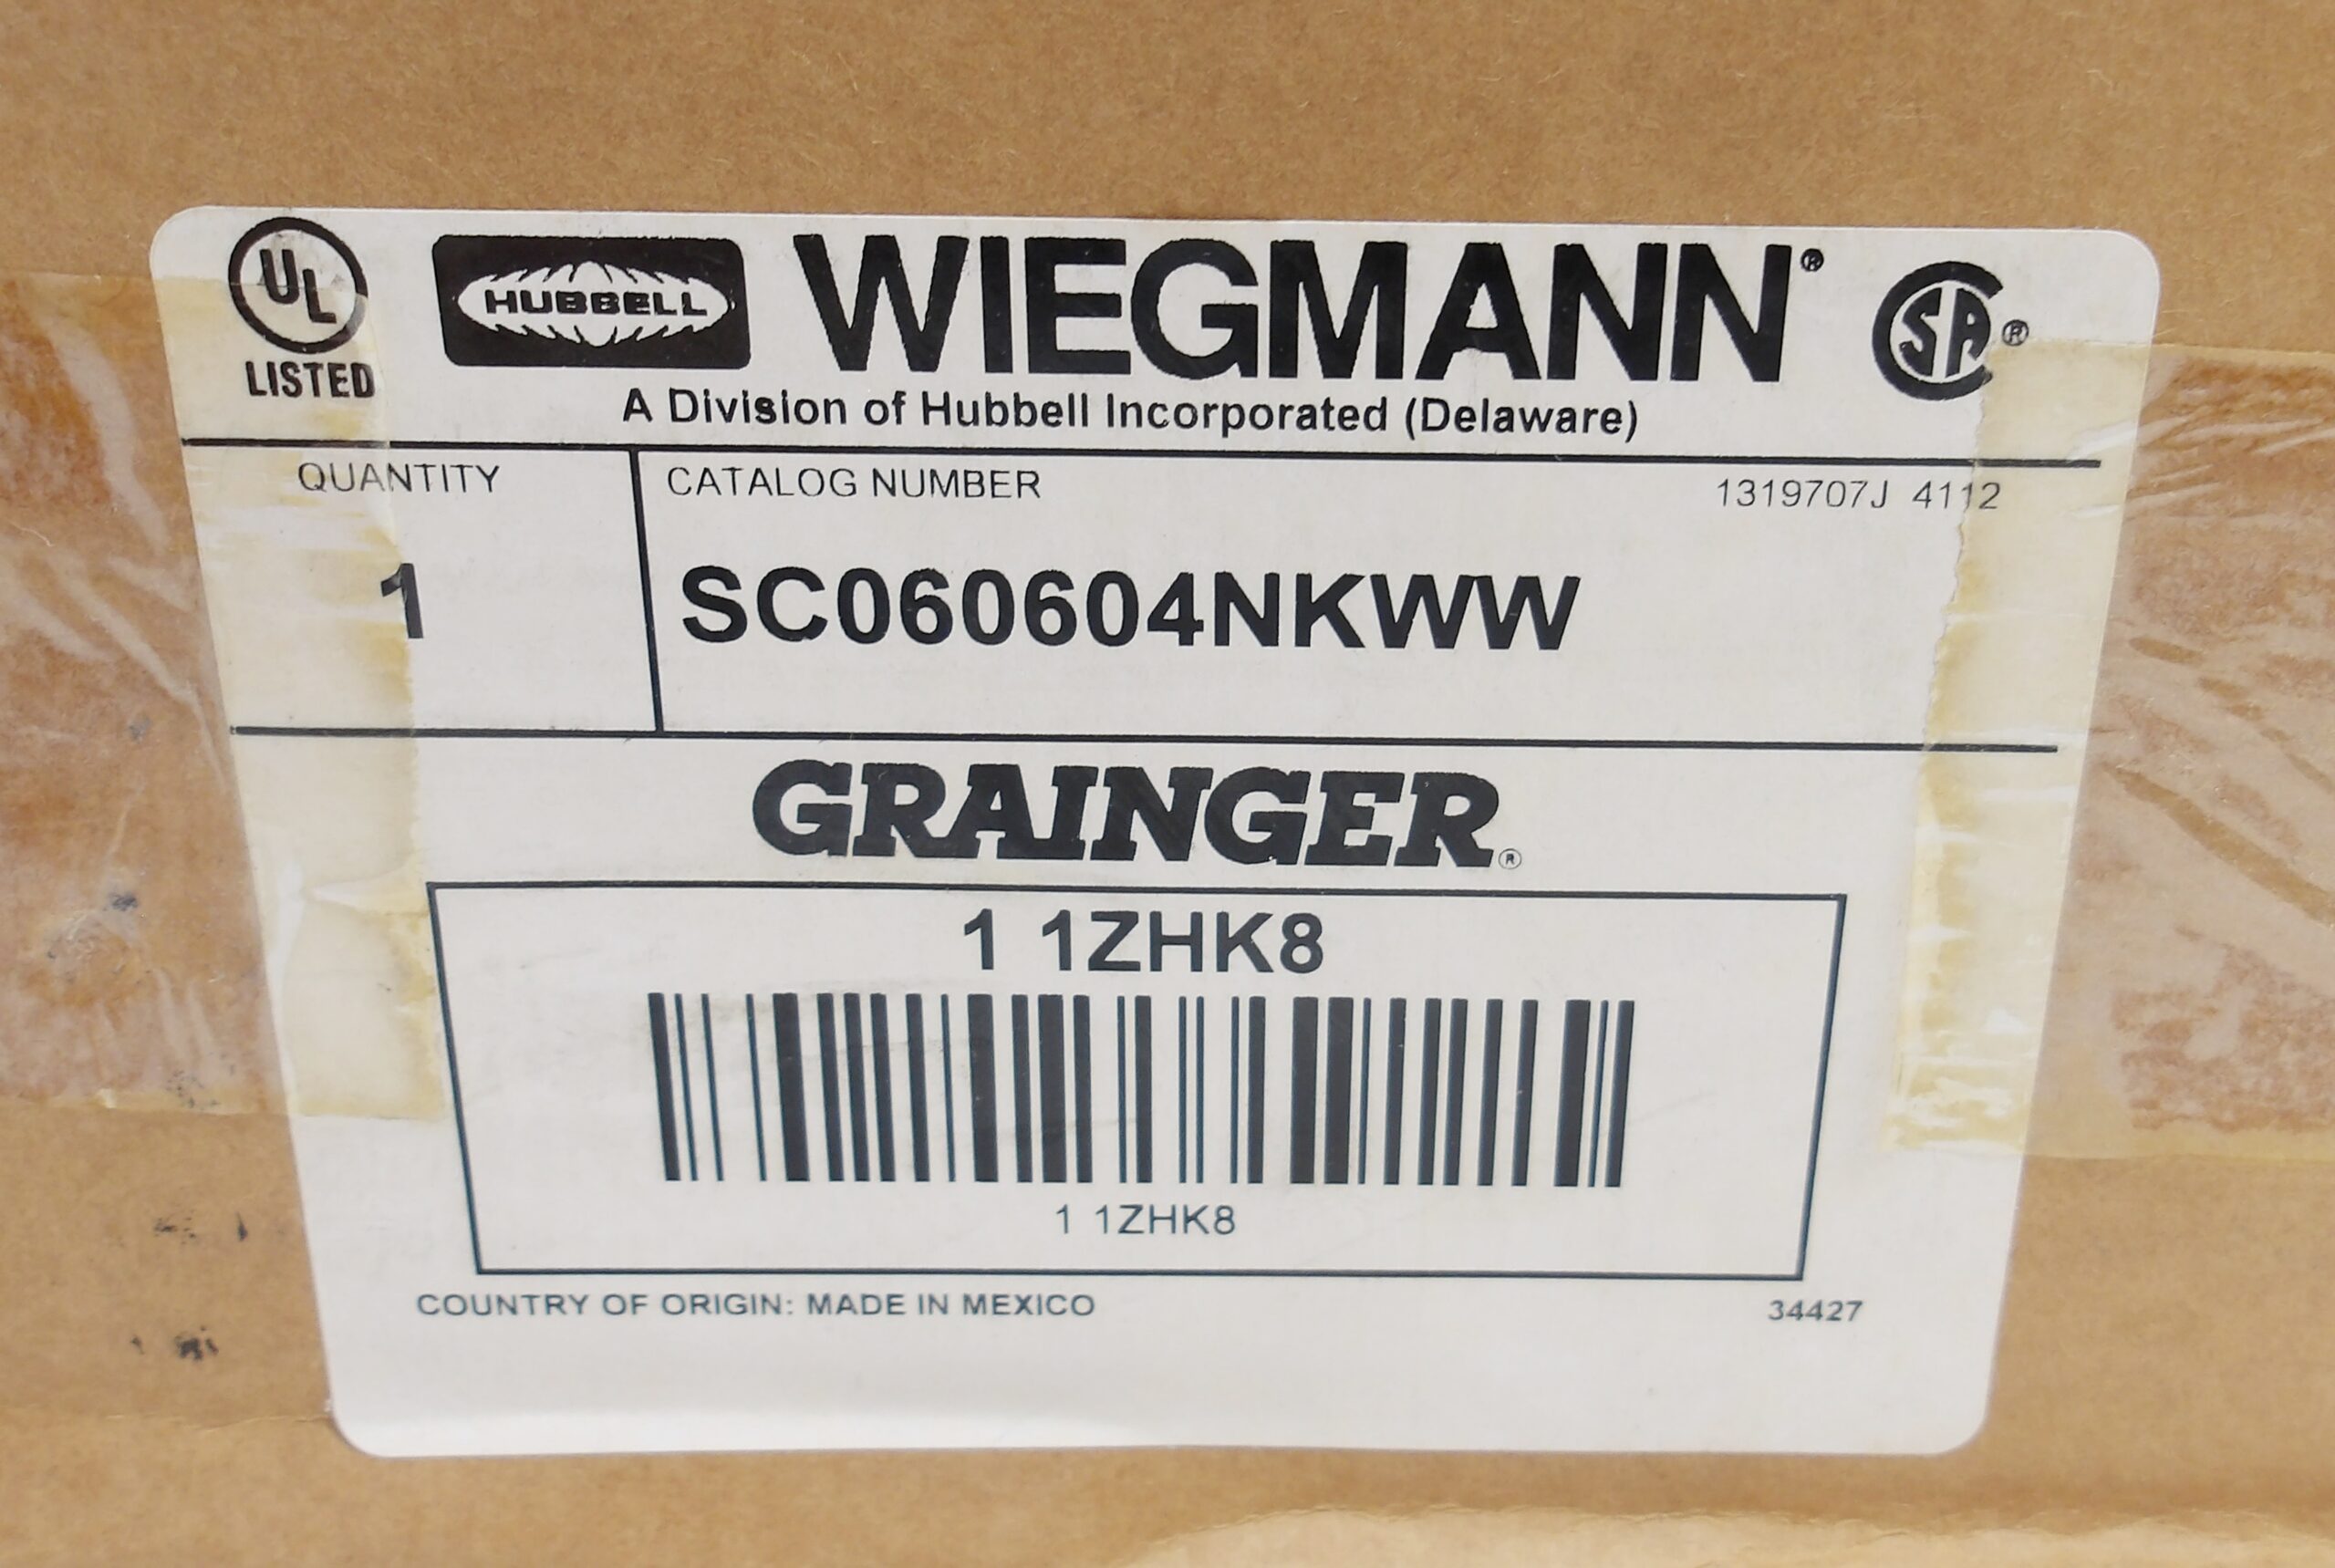 UL
LISTED
HUBBELL
WIEGMANN®
SA®
A Division of Hubbell Incorporated (Delaware)
QUANTITY
CATALOG NUMBER
1319707J 4112
1
SC060604NKWW
GRAINGER®
1 1ZHK8
1 1ZHK8
COUNTRY OF ORIGIN: MADE IN MEXICO
34427